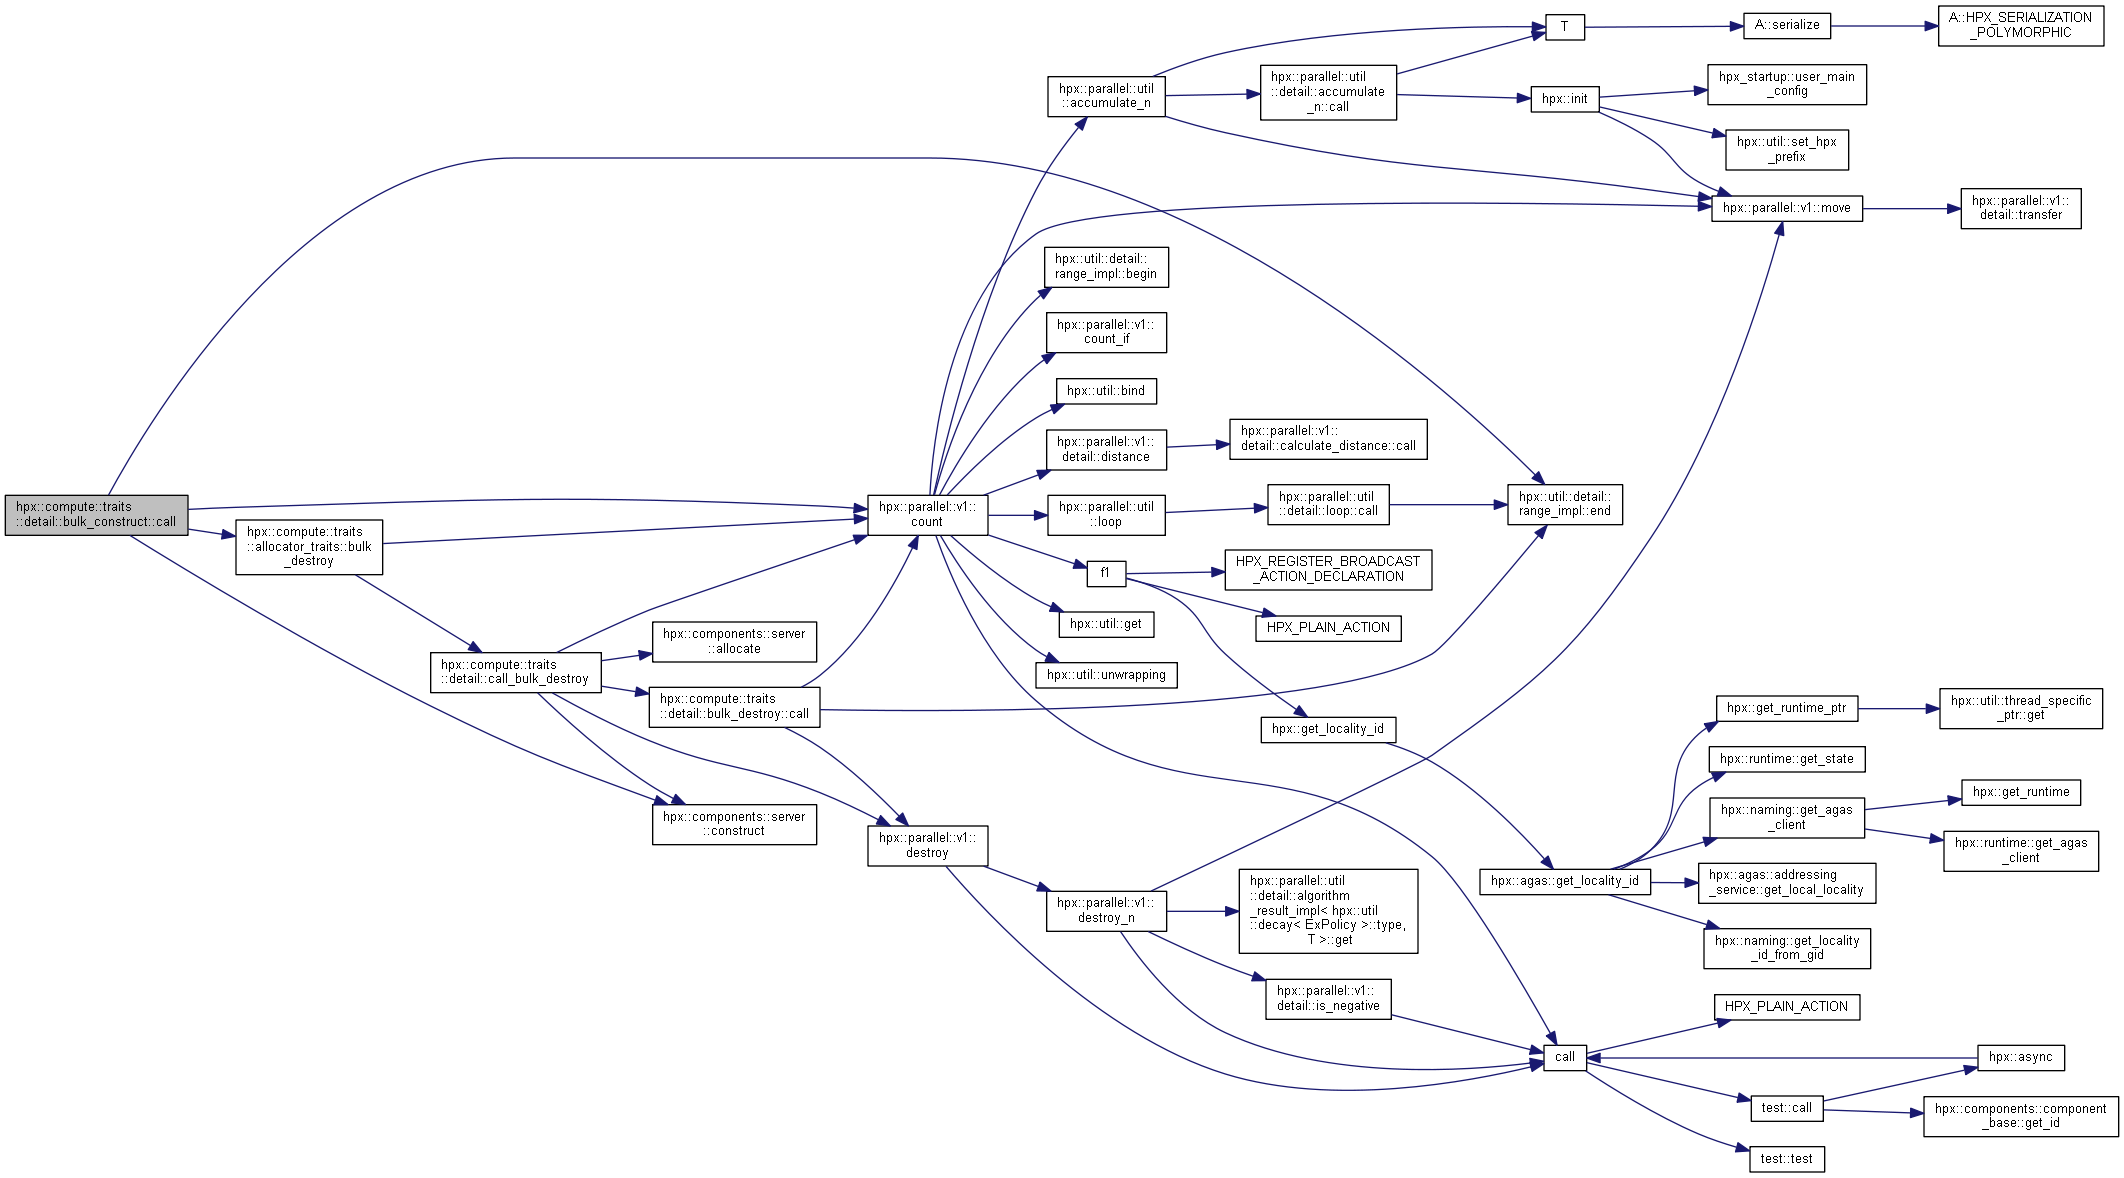 hpx::compute::traits
::detail::bulk_construct::call
hpx::compute::traits
::allocator_traits::bulk
_destroy
hpx::compute::traits
::detail::call_bulk_destroy
hpx::components::server
::allocate
hpx::compute::traits
::detail::bulk_destroy::call
hpx::components::server
::construct
hpx::parallel::v1::
count
hpx::parallel::v1::
destroy
hpx::parallel::util
::accumulate_n
hpx::util::detail::
range_impl::begin
hpx::parallel::v1::
count_if
hpx::util::bind
hpx::parallel::v1::
detail::distance
hpx::parallel::util
::loop
f1
hpx::util::get
hpx::util::unwrapping
hpx::parallel::v1::
destroy_n
hpx::parallel::util
::detail::accumulate
_n::call
hpx::parallel::v1::
detail::calculate_distance::call
hpx::parallel::util
::detail::loop::call
HPX_REGISTER_BROADCAST
_ACTION_DECLARATION
HPX_PLAIN_ACTION
hpx::get_locality_id
hpx::parallel::util
::detail::algorithm
_result_impl< hpx::util
::decay< ExPolicy >::type,
T >::get
hpx::parallel::v1::
detail::is_negative
T
hpx::init
hpx::util::detail::
range_impl::end
hpx::agas::get_locality_id
call
A::serialize
hpx_startup::user_main
_config
hpx::util::set_hpx
_prefix
hpx::parallel::v1::move
hpx::get_runtime_ptr
hpx::runtime::get_state
hpx::naming::get_agas
_client
hpx::agas::addressing
_service::get_local_locality
hpx::naming::get_locality
_id_from_gid
HPX_PLAIN_ACTION
test::call
test::test
A::HPX_SERIALIZATION
_POLYMORPHIC
hpx::parallel::v1::
detail::transfer
hpx::util::thread_specific
_ptr::get
hpx::get_runtime
hpx::runtime::get_agas
_client
hpx::async
hpx::components::component
_base::get_id